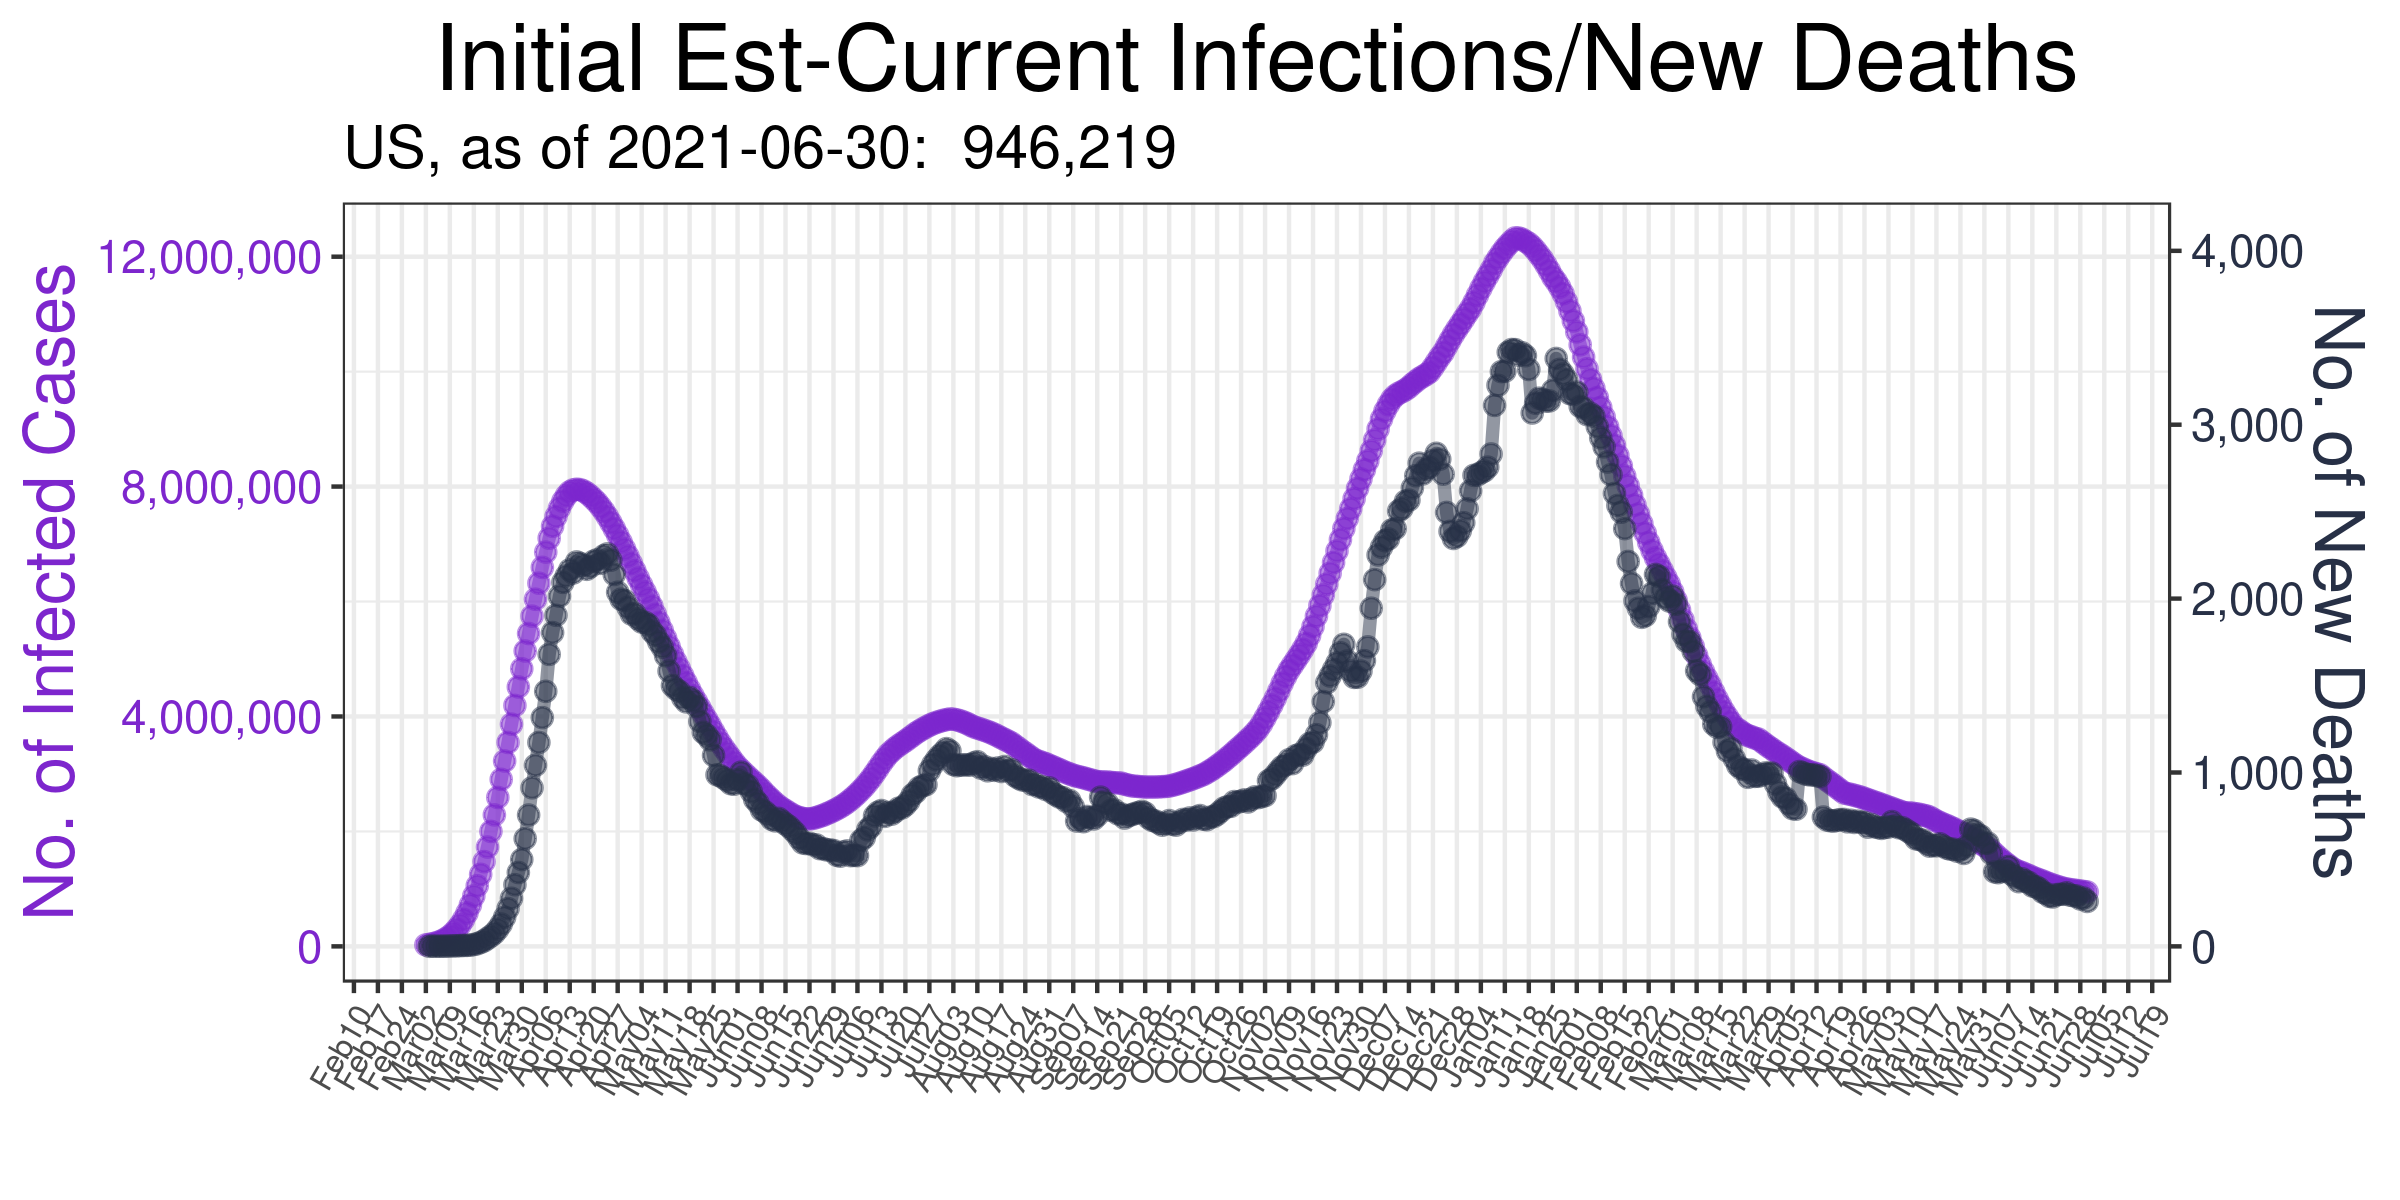 Initial Est-Current Infections/New Deaths
US, as of 2021-06-30: 946,219
No. of Infected Cases
12,000,000
8,000,000
4,000,000
0
4,000
3,000
2,000
1,000
0
No. of New Deaths
Feb10
Feb17
Feb24
Mar02
Mar09
Mar16
Mar23
Mar30
Apr06
Apr13
Apr20
Apr27
May04
May11
May18
May25
Jun01
Jun08
Jun15
Jun22
Jun29
Jul06
Jul13
Jul20
Jul27
Aug03
Aug10
Aug17
Aug24
Aug31
Sep07
Sep14
Sep21
Sep28
Oct05
Oct12
Oct19
Oct26
Nov02
Nov09
Nov16
Nov23
Nov30
Dec07
Dec14
Dec21
Dec28
Jan04
Jan11
Jan18
Jan25
Feb01
Feb08
Feb15
Feb22
Mar01
Mar08
Mar15
Mar22
Mar29
Apr05
Apr12
Apr19
Apr26
May03
May10
May17
May24
May31
Jun07
Jun14
Jun21
Jun28
Jul05
Jul12
Jul19